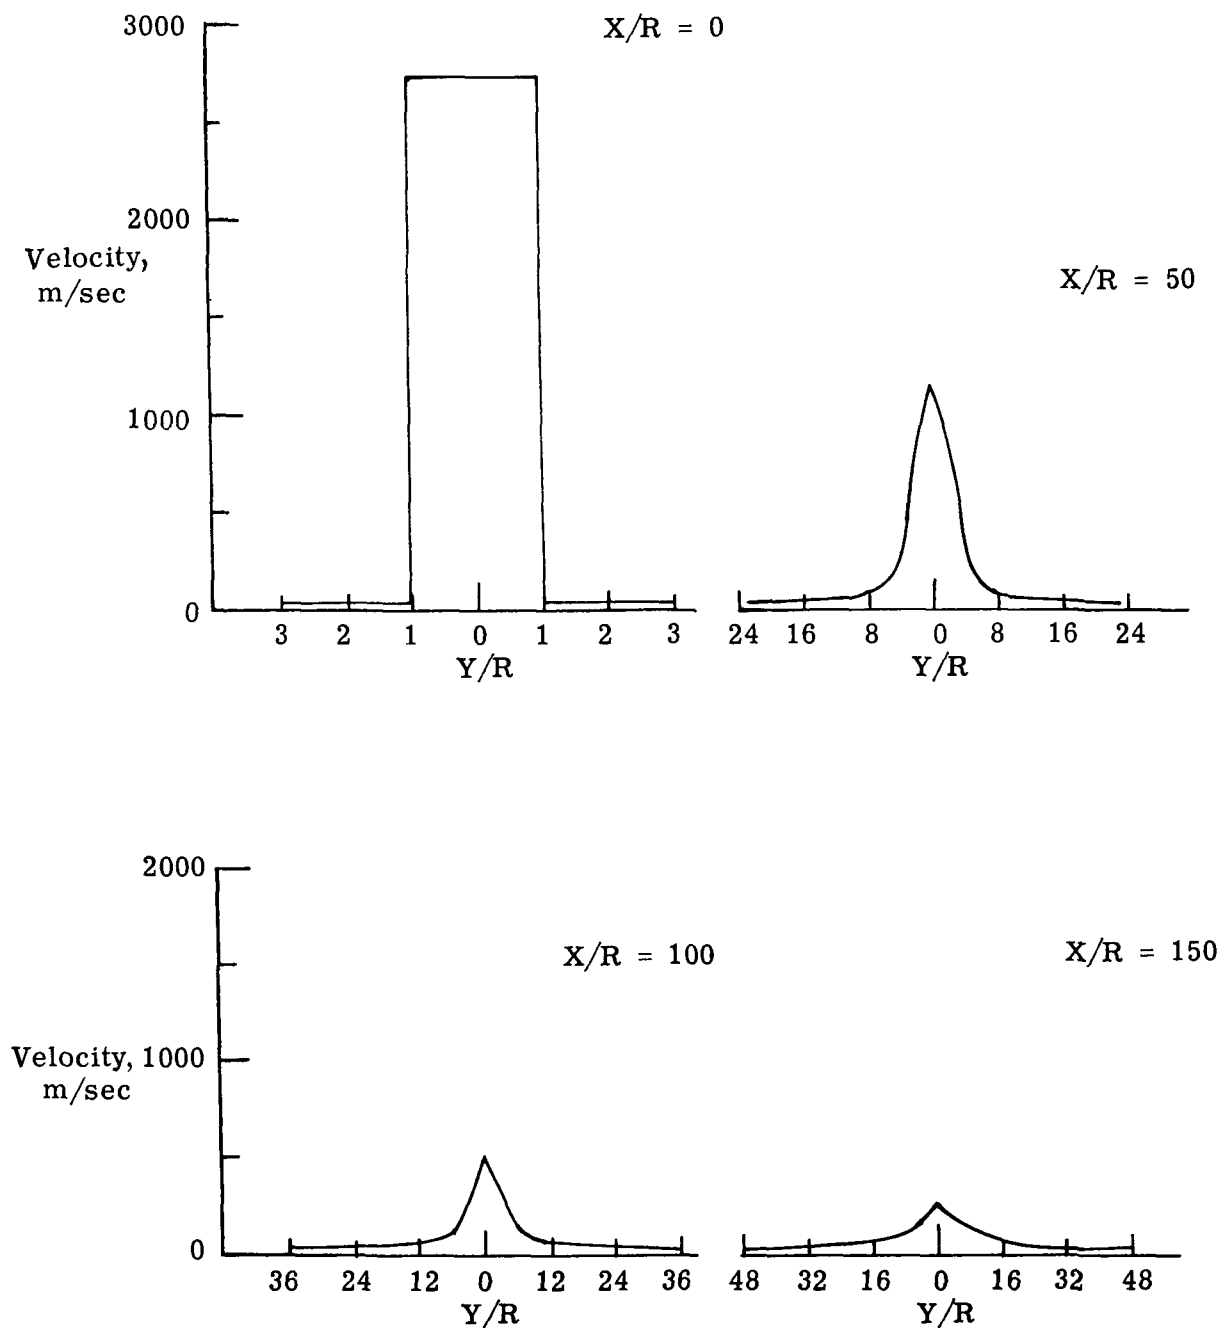 X/R = 0
3000
2000
Velocity,
m/sec
1000
0
3 2 1 0 1 2 3
Y/R
X/R = 50
24 16 8 0 8 16 24
Y/R
2000
Velocity, 1000
m/sec
0
X/R = 100
36 24 12 0 12 24 36
Y/R
X/R = 150
48 32 16 0 16 32 48
Y/R